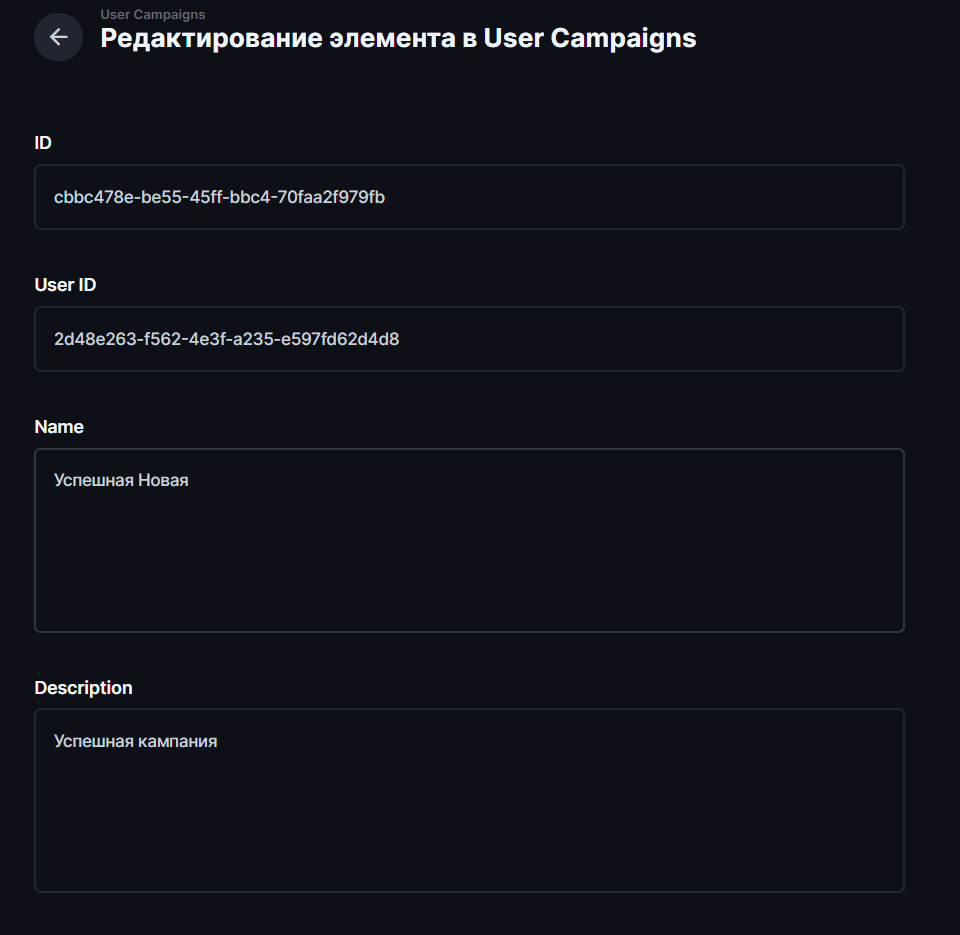 User Campaigns
Редактирование элемента в User Campaigns
ID
cbbc478e-be55-45ff-bbc4-70faa2f979fb
User ID
2d48e263-f562-4e3f-a235-e597fd62d4d8
Name
Успешная Новая
Description
Успешная кампания